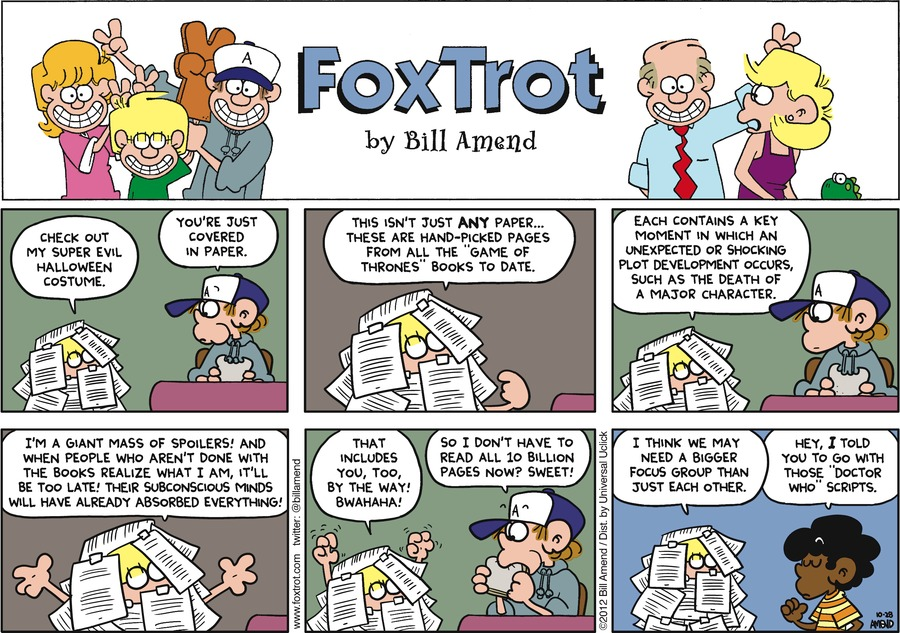 FoxTrot
by Bill Amend
CHECK OUT
MY SUPER EVIL
HALLOWEEN
COSTUME.
YOU'RE JUST
COVERED
IN PAPER.
THIS ISN'T JUST ANY PAPER...
THESE ARE HAND-PICKED PAGES
FROM ALL THE "GAME OF
THRONES" BOOKS TO DATE.
EACH CONTAINS A KEY
MOMENT IN WHICH AN
UNEXPECTED OR SHOCKING
PLOT DEVELOPMENT OCCURS,
SUCH AS THE DEATH OF
A MAJOR CHARACTER.
I'M A GIANT MASS OF SPOILERS! AND
WHEN PEOPLE WHO AREN'T DONE WITH
THE BOOKS REALIZE WHAT I AM, IT'LL
BE TOO LATE! THEIR SUBCONSCIOUS MINDS
WILL HAVE ALREADY ABSORBED EVERYTHING!
www.foxtrot.com twitter: @billamend
THAT
INCLUDES
YOU, TOO,
BY THE WAY!
BWAHAHA!
SO I DON'T HAVE TO
READ ALL 10 BILLION
PAGES NOW? SWEET!
©2012 Bill Amend / Dist. by Universal Uclick
I THINK WE MAY
NEED A BIGGER
FOCUS GROUP THAN
JUST EACH OTHER.
HEY, I TOLD
YOU TO GO WITH
THOSE "DOCTOR
WHO" SCRIPTS.
10-28
AMEND
A
A
A